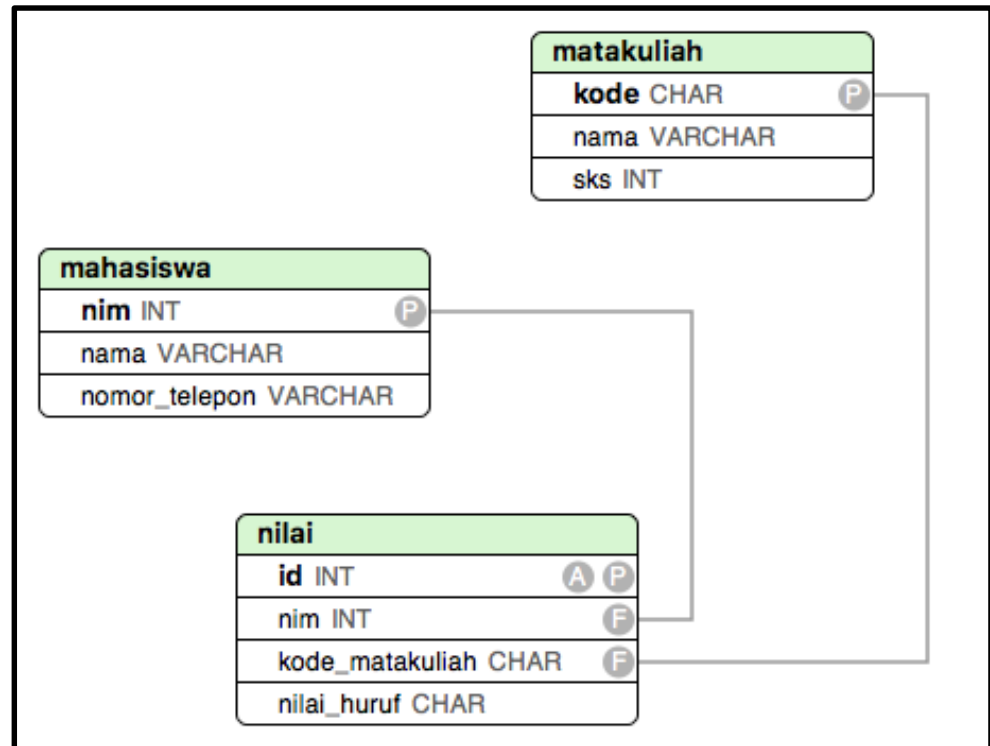 matakuliah
kode CHAR P
nama VARCHAR
sks INT
mahasiswa
nim INT P
nama VARCHAR
nomor_telepon VARCHAR
nilai
id INT A P
nim INT F
kode_matakuliah CHAR F
nilai_huruf CHAR